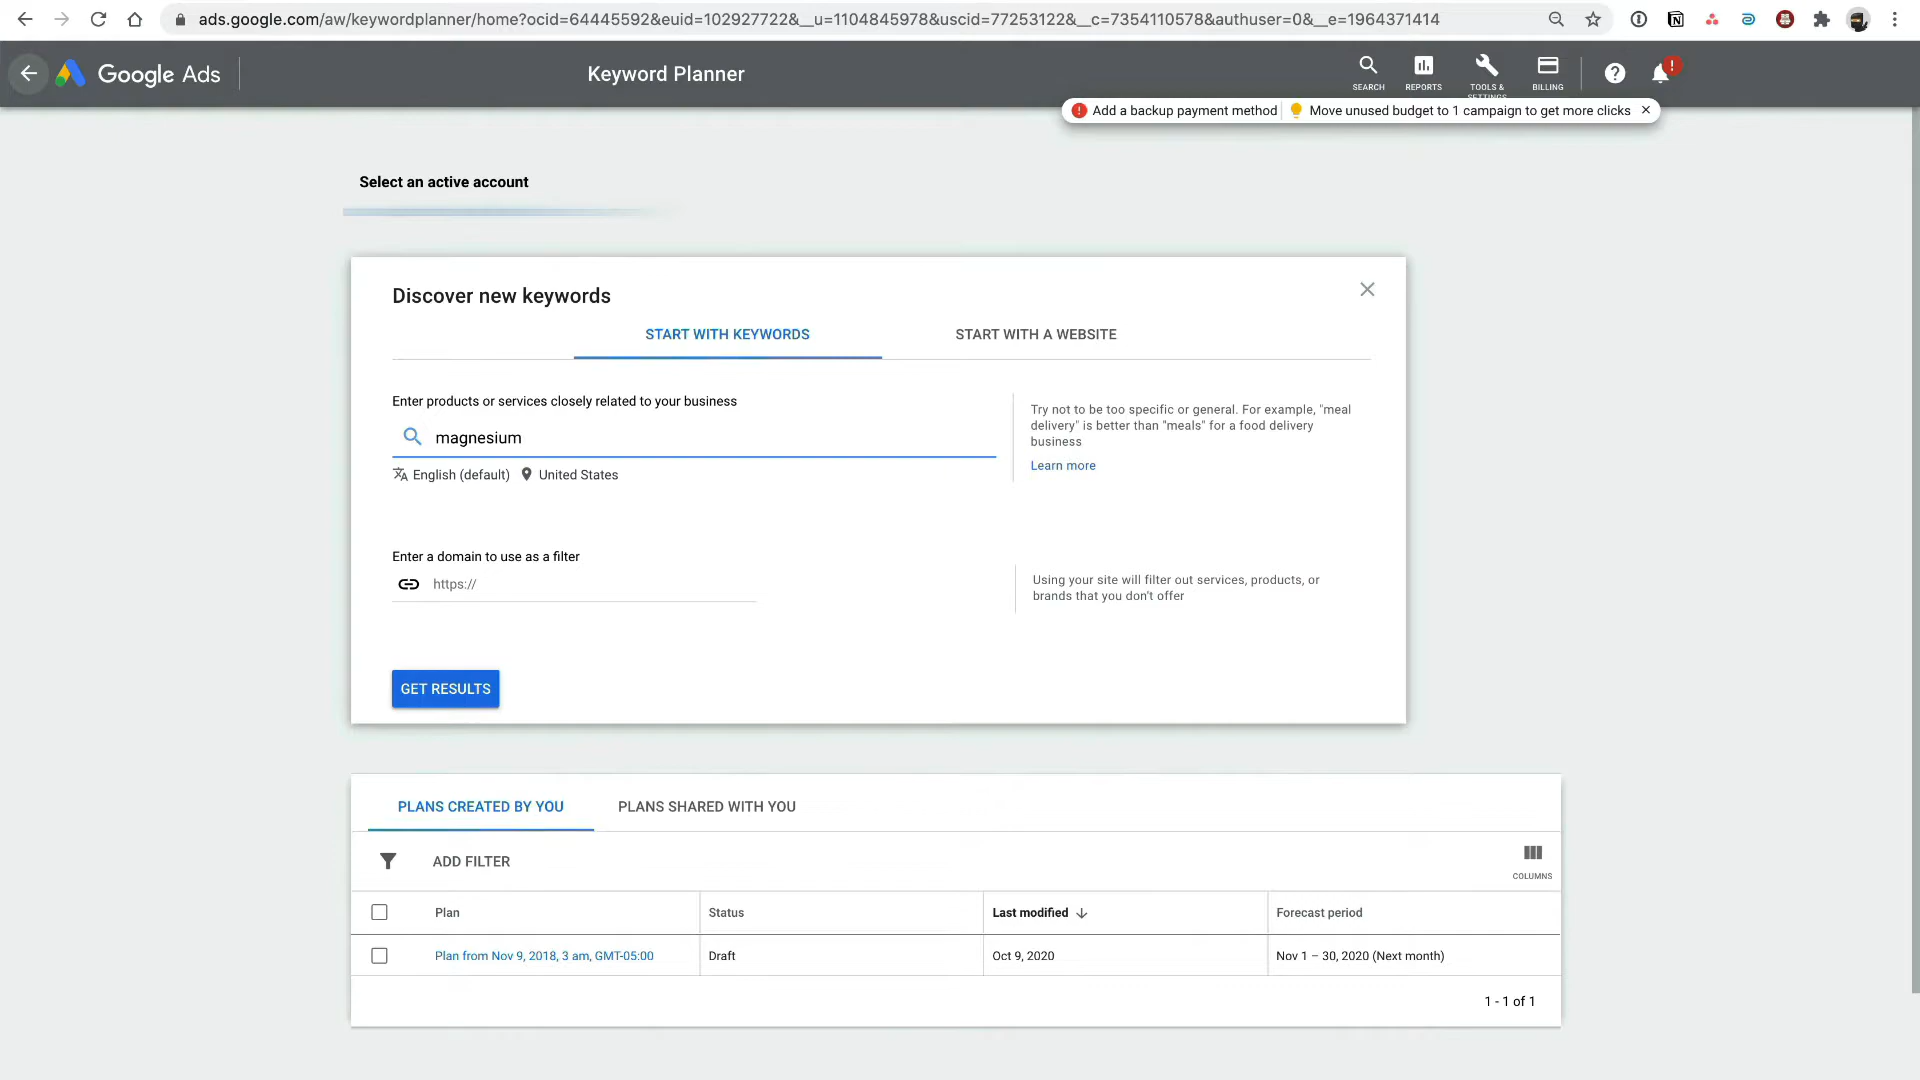 ads.google.com/aw/keywordplanner/home?ocid=64445592&euid=102927722&__u=1104845978&uscid=77253122&__c=7354110578&authuser=0&__e=1964371414
Google Ads
Keyword Planner
SEARCH
REPORTS
TOOLS &
SETTINGS
BILLING
Add a backup payment method
Move unused budget to 1 campaign to get more clicks
Select an active account
Discover new keywords
START WITH KEYWORDS
START WITH A WEBSITE
Enter products or services closely related to your business
magnesium
English (default)
United States
Try not to be too specific or general. For example, "meal
delivery" is better than "meals" for a food delivery
business
Learn more
Enter a domain to use as a filter
https://
Using your site will filter out services, products, or
brands that you don't offer
GET RESULTS
PLANS CREATED BY YOU
PLANS SHARED WITH YOU
ADD FILTER
COLUMNS
Plan
Status
Last modified
Forecast period
Plan from Nov 9, 2018, 3 am, GMT-05:00
Draft
Oct 9, 2020
Nov 1 – 30, 2020 (Next month)
1 - 1 of 1